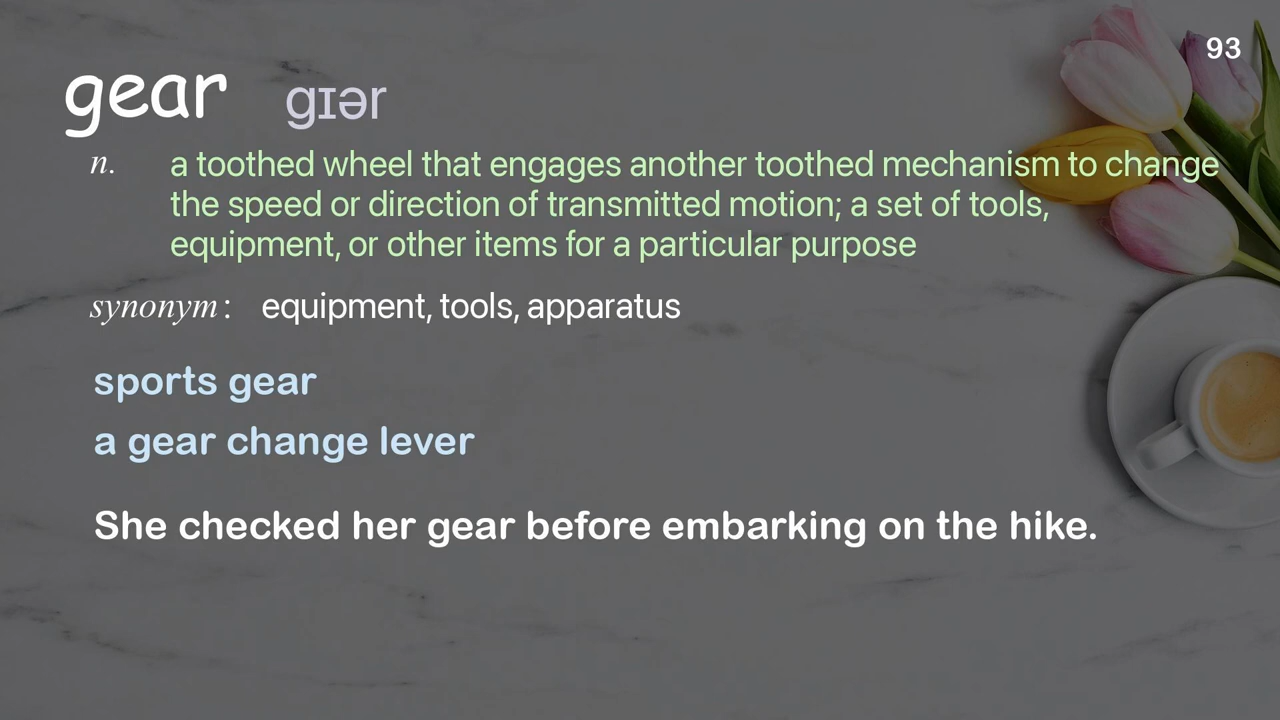 93
gear gɪər
n. a toothed wheel that engages another toothed mechanism to change
the speed or direction of transmitted motion; a set of tools,
equipment, or other items for a particular purpose
synonym: equipment, tools, apparatus
sports gear
a gear change lever
She checked her gear before embarking on the hike.